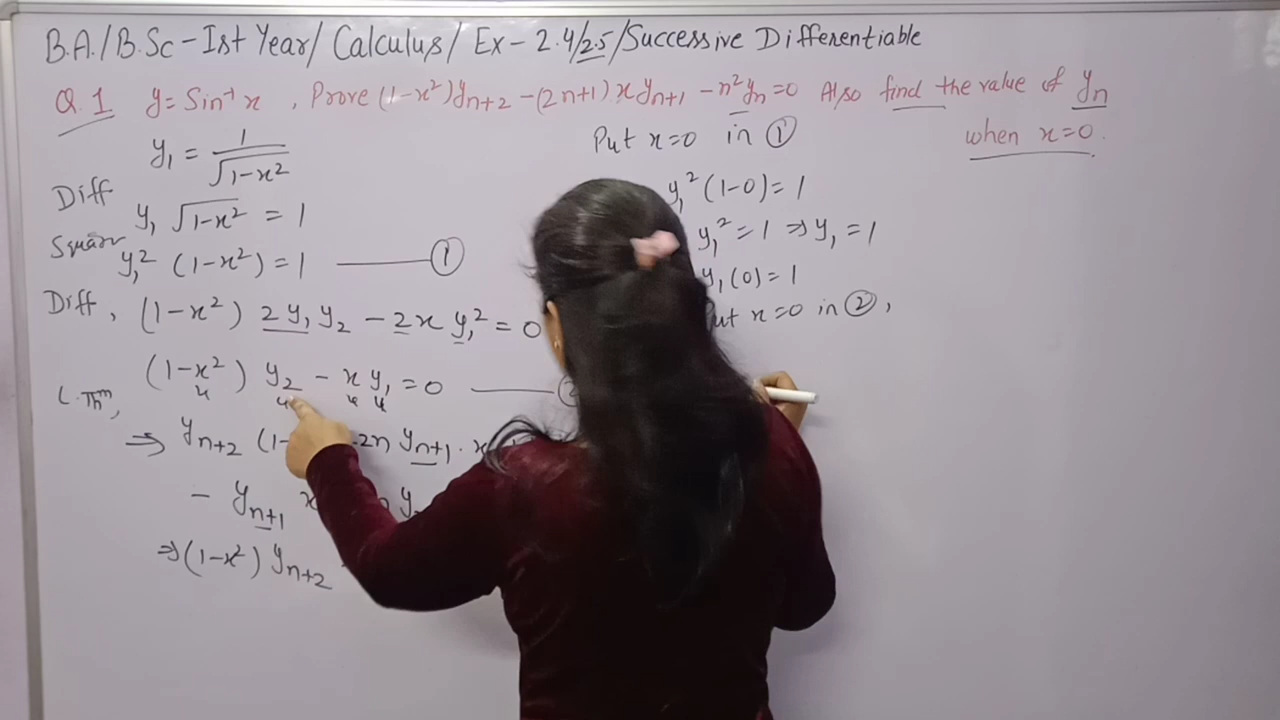 B.A./B.Sc - Ist Year/ Calculus/ Ex - 2.4/2.5/Successive Differentiable
Q.1 y = Sin⁻¹ x , Prove (1-x²)yₙ₊₂ - (2n+1) x yₙ₊₁ - n²yₙ = 0 Also find the value of yₙ
when x=0.
y₁ = 1/√(1-x²)
Diff
y₁ √(1-x²) = 1
Square
y₁² (1-x²) = 1 ——— ①
Diff, (1-x²) 2y₁y₂ - 2x y₁² = 0
(1-x²) y₂ - x y₁ = 0 ———
L.Thm,
⇒ yₙ₊₂ (1- 2n yₙ₊₁ . x
- yₙ₊₁
⇒ (1-x²) yₙ₊₂
Put x=0 in ①
y₁² (1-0) = 1
y₁² = 1 ⇒ y₁ = 1
y₁(0) = 1
ut x=0 in ②,